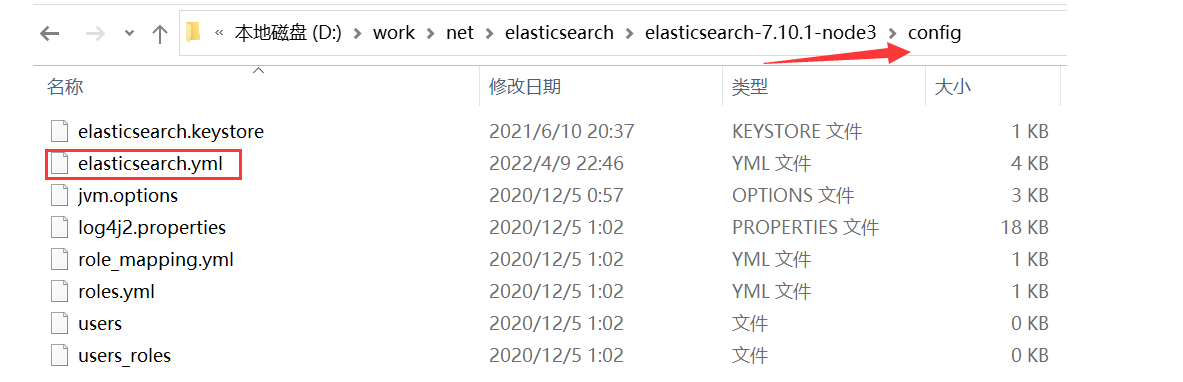 « 本地磁盘 (D:) > work > net > elasticsearch > elasticsearch-7.10.1-node3 > config
名称 修改日期 类型 大小
elasticsearch.keystore 2021/6/10 20:37 KEYSTORE 文件 1 KB
elasticsearch.yml 2022/4/9 22:46 YML 文件 4 KB
jvm.options 2020/12/5 0:57 OPTIONS 文件 3 KB
log4j2.properties 2020/12/5 1:02 PROPERTIES 文件 18 KB
role_mapping.yml 2020/12/5 1:02 YML 文件 1 KB
roles.yml 2020/12/5 1:02 YML 文件 1 KB
users 2020/12/5 1:02 文件 0 KB
users_roles 2020/12/5 1:02 文件 0 KB